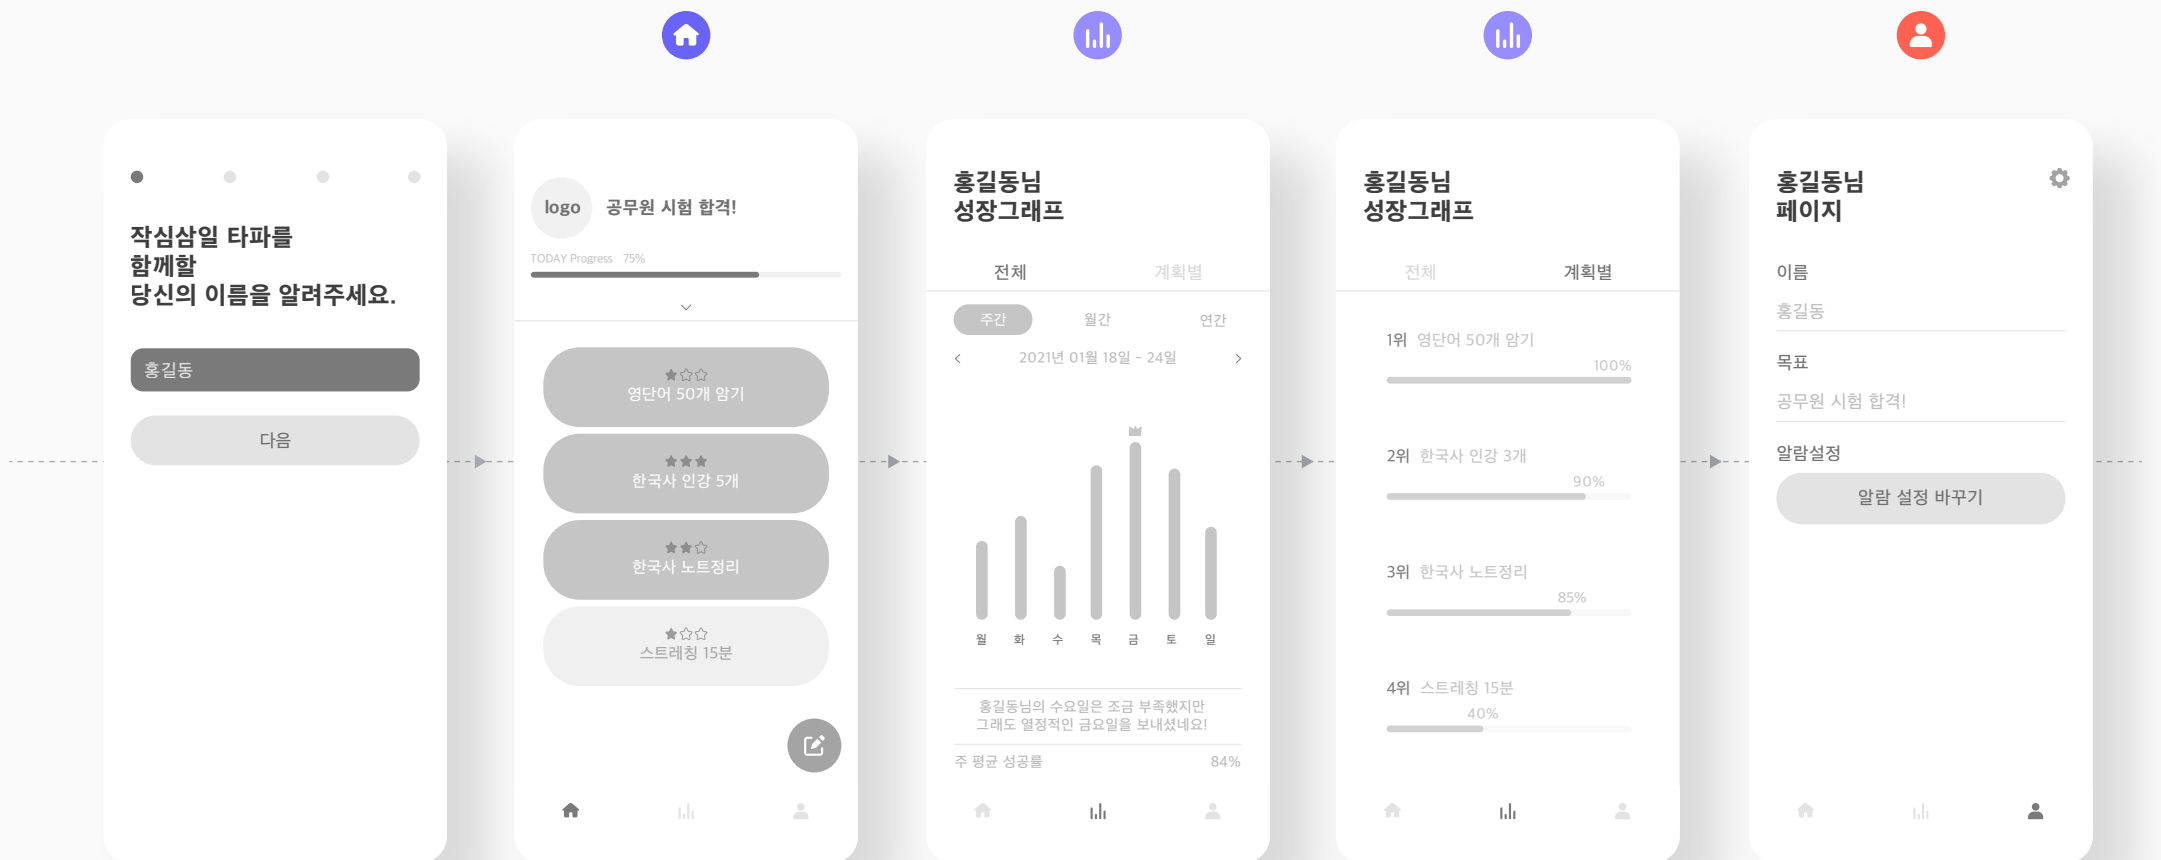 작심삼일 타파를
함께할
당신의 이름을 알려주세요.
홍길동
다음
logo
공무원 시험 합격!
TODAY Progress 75%
영단어 50개 암기
한국사 인강 5개
한국사 노트정리
스트레칭 15분
홍길동님
성장그래프
전체 계획별
주간 월간 연간
2021년 01월 18일 - 24일
월 화 수 목 금 토 일
홍길동님의 수요일은 조금 부족했지만
그래도 열정적인 금요일을 보내셨네요!
주 평균 성공률 84%
홍길동님
성장그래프
전체 계획별
1위 영단어 50개 암기
100%
2위 한국사 인강 3개
90%
3위 한국사 노트정리
85%
4위 스트레칭 15분
40%
홍길동님
페이지
이름
홍길동
목표
공무원 시험 합격!
알람설정
알람 설정 바꾸기